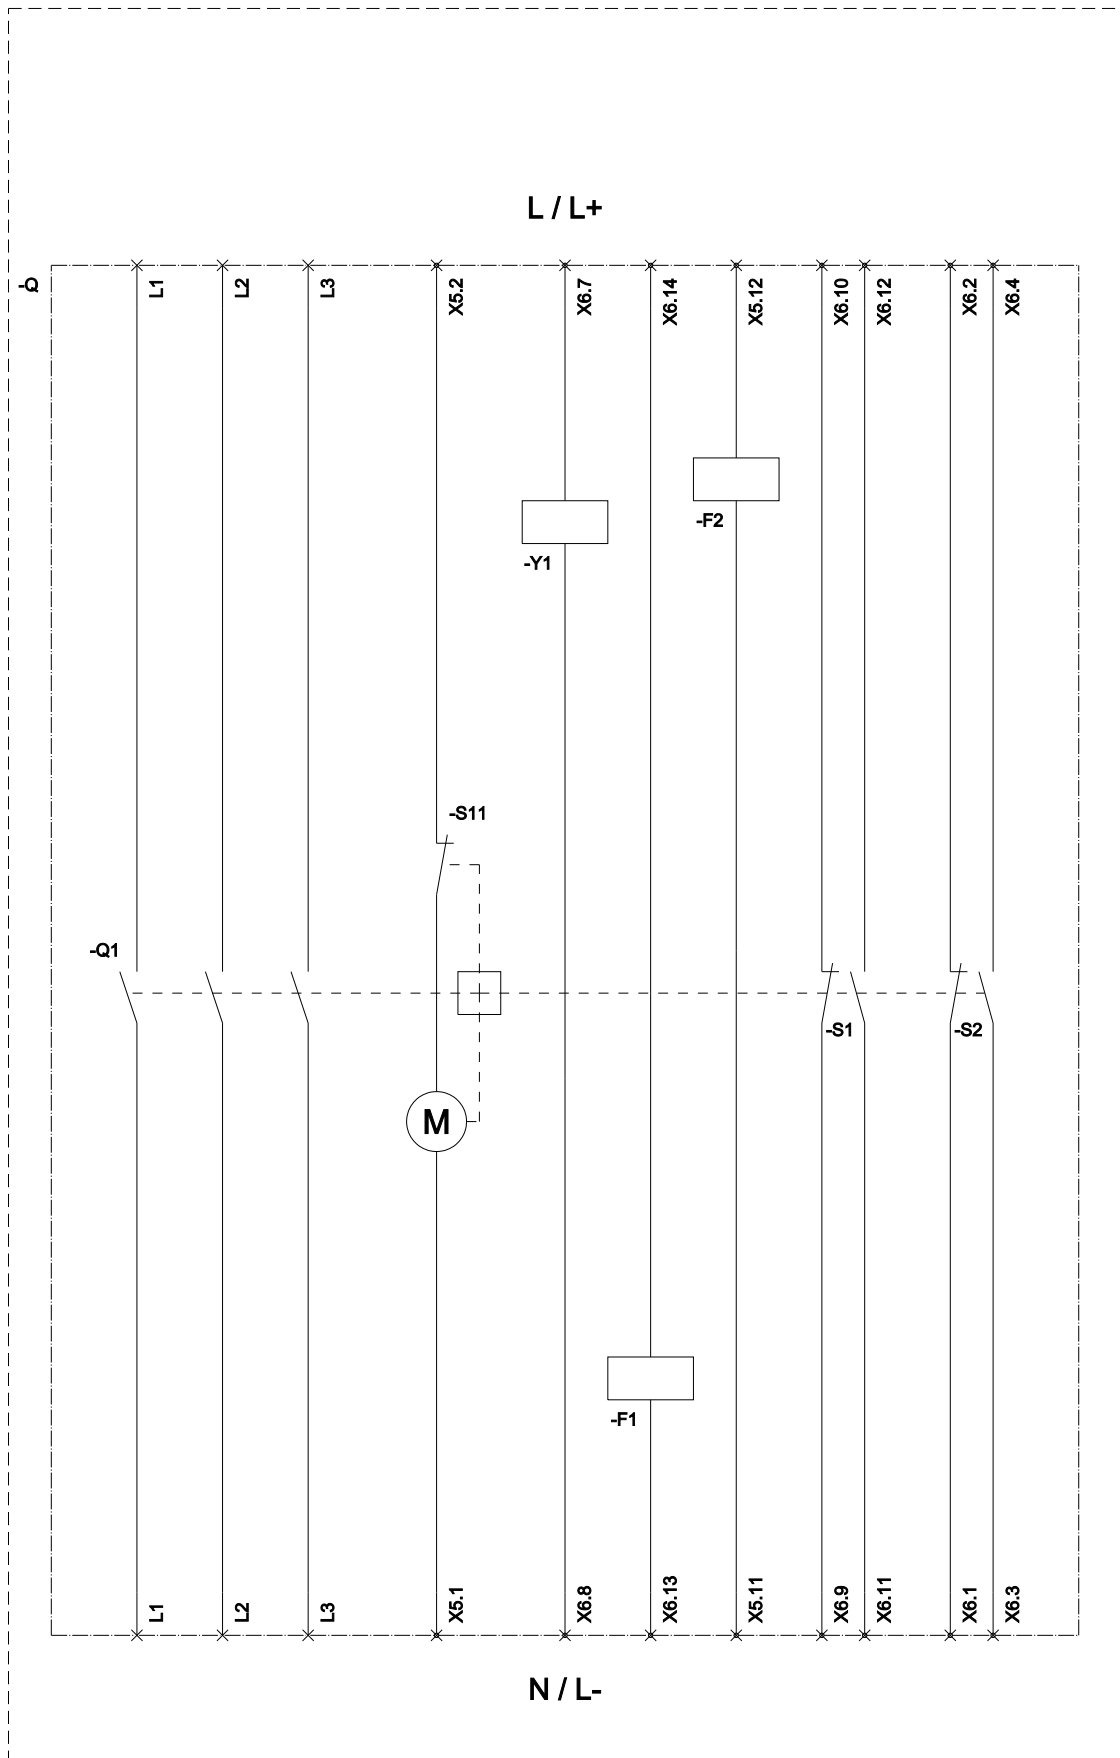 L / L+
-Q
L1
L2
L3
X5.2
X6.7
X6.14
X5.12
X6.10
X6.12
X6.2
X6.4
-F2
-Y1
-S11
-Q1
-S1
-S2
M
-F1
L1
L2
L3
X5.1
X6.8
X6.13
X5.11
X6.9
X6.11
X6.1
X6.3
N / L-